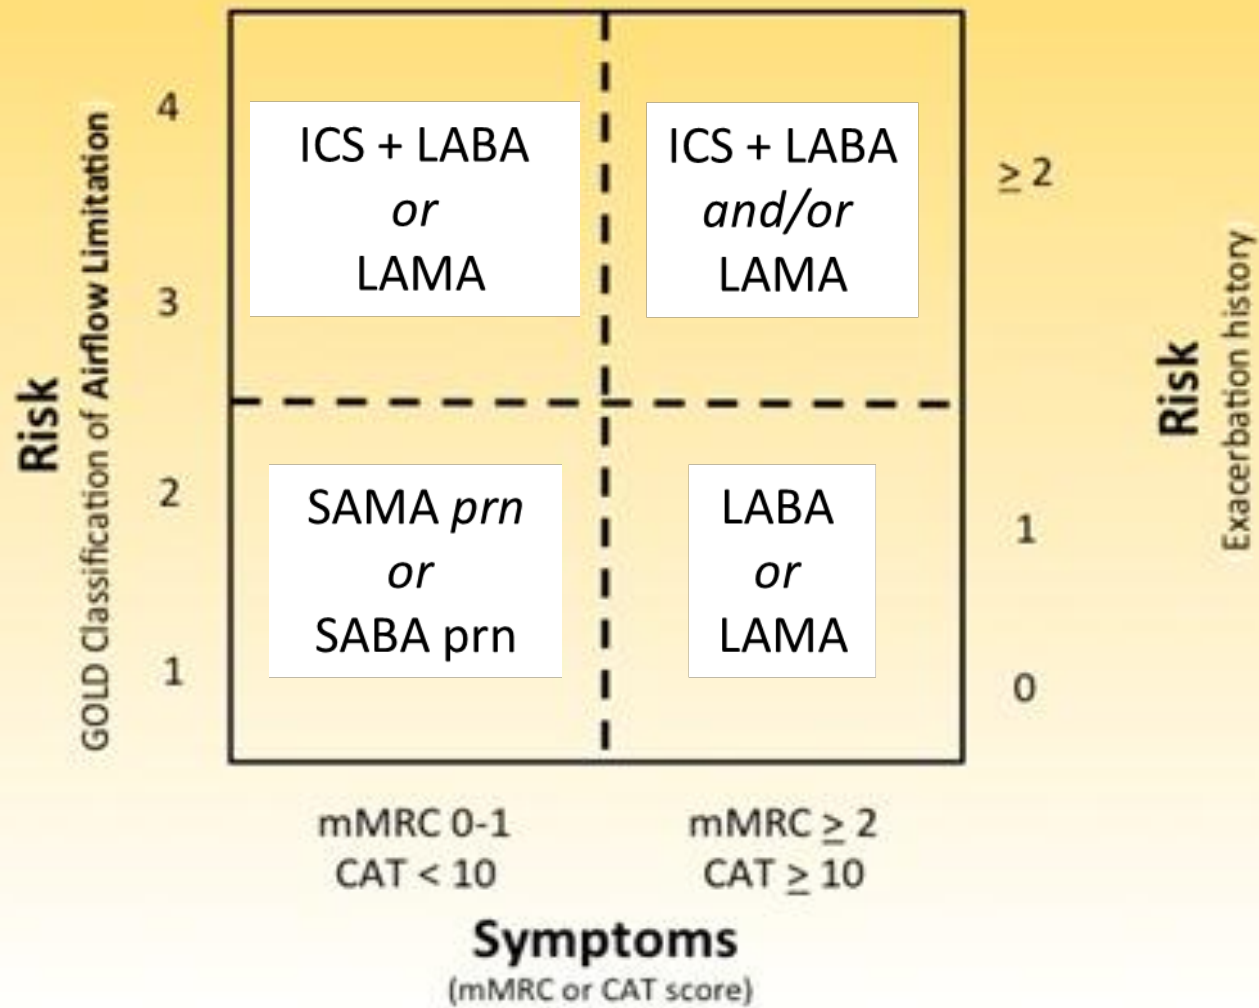 Risk
GOLD Classification of Airflow Limitation
4
3
2
1
ICS + LABA
or
LAMA
ICS + LABA
and/or
LAMA
SAMA prn
or
SABA prn
LABA
or
LAMA
≥ 2
1
0
Risk
Exacerbation history
mMRC 0-1
CAT < 10
mMRC ≥ 2
CAT ≥ 10
Symptoms
(mMRC or CAT score)